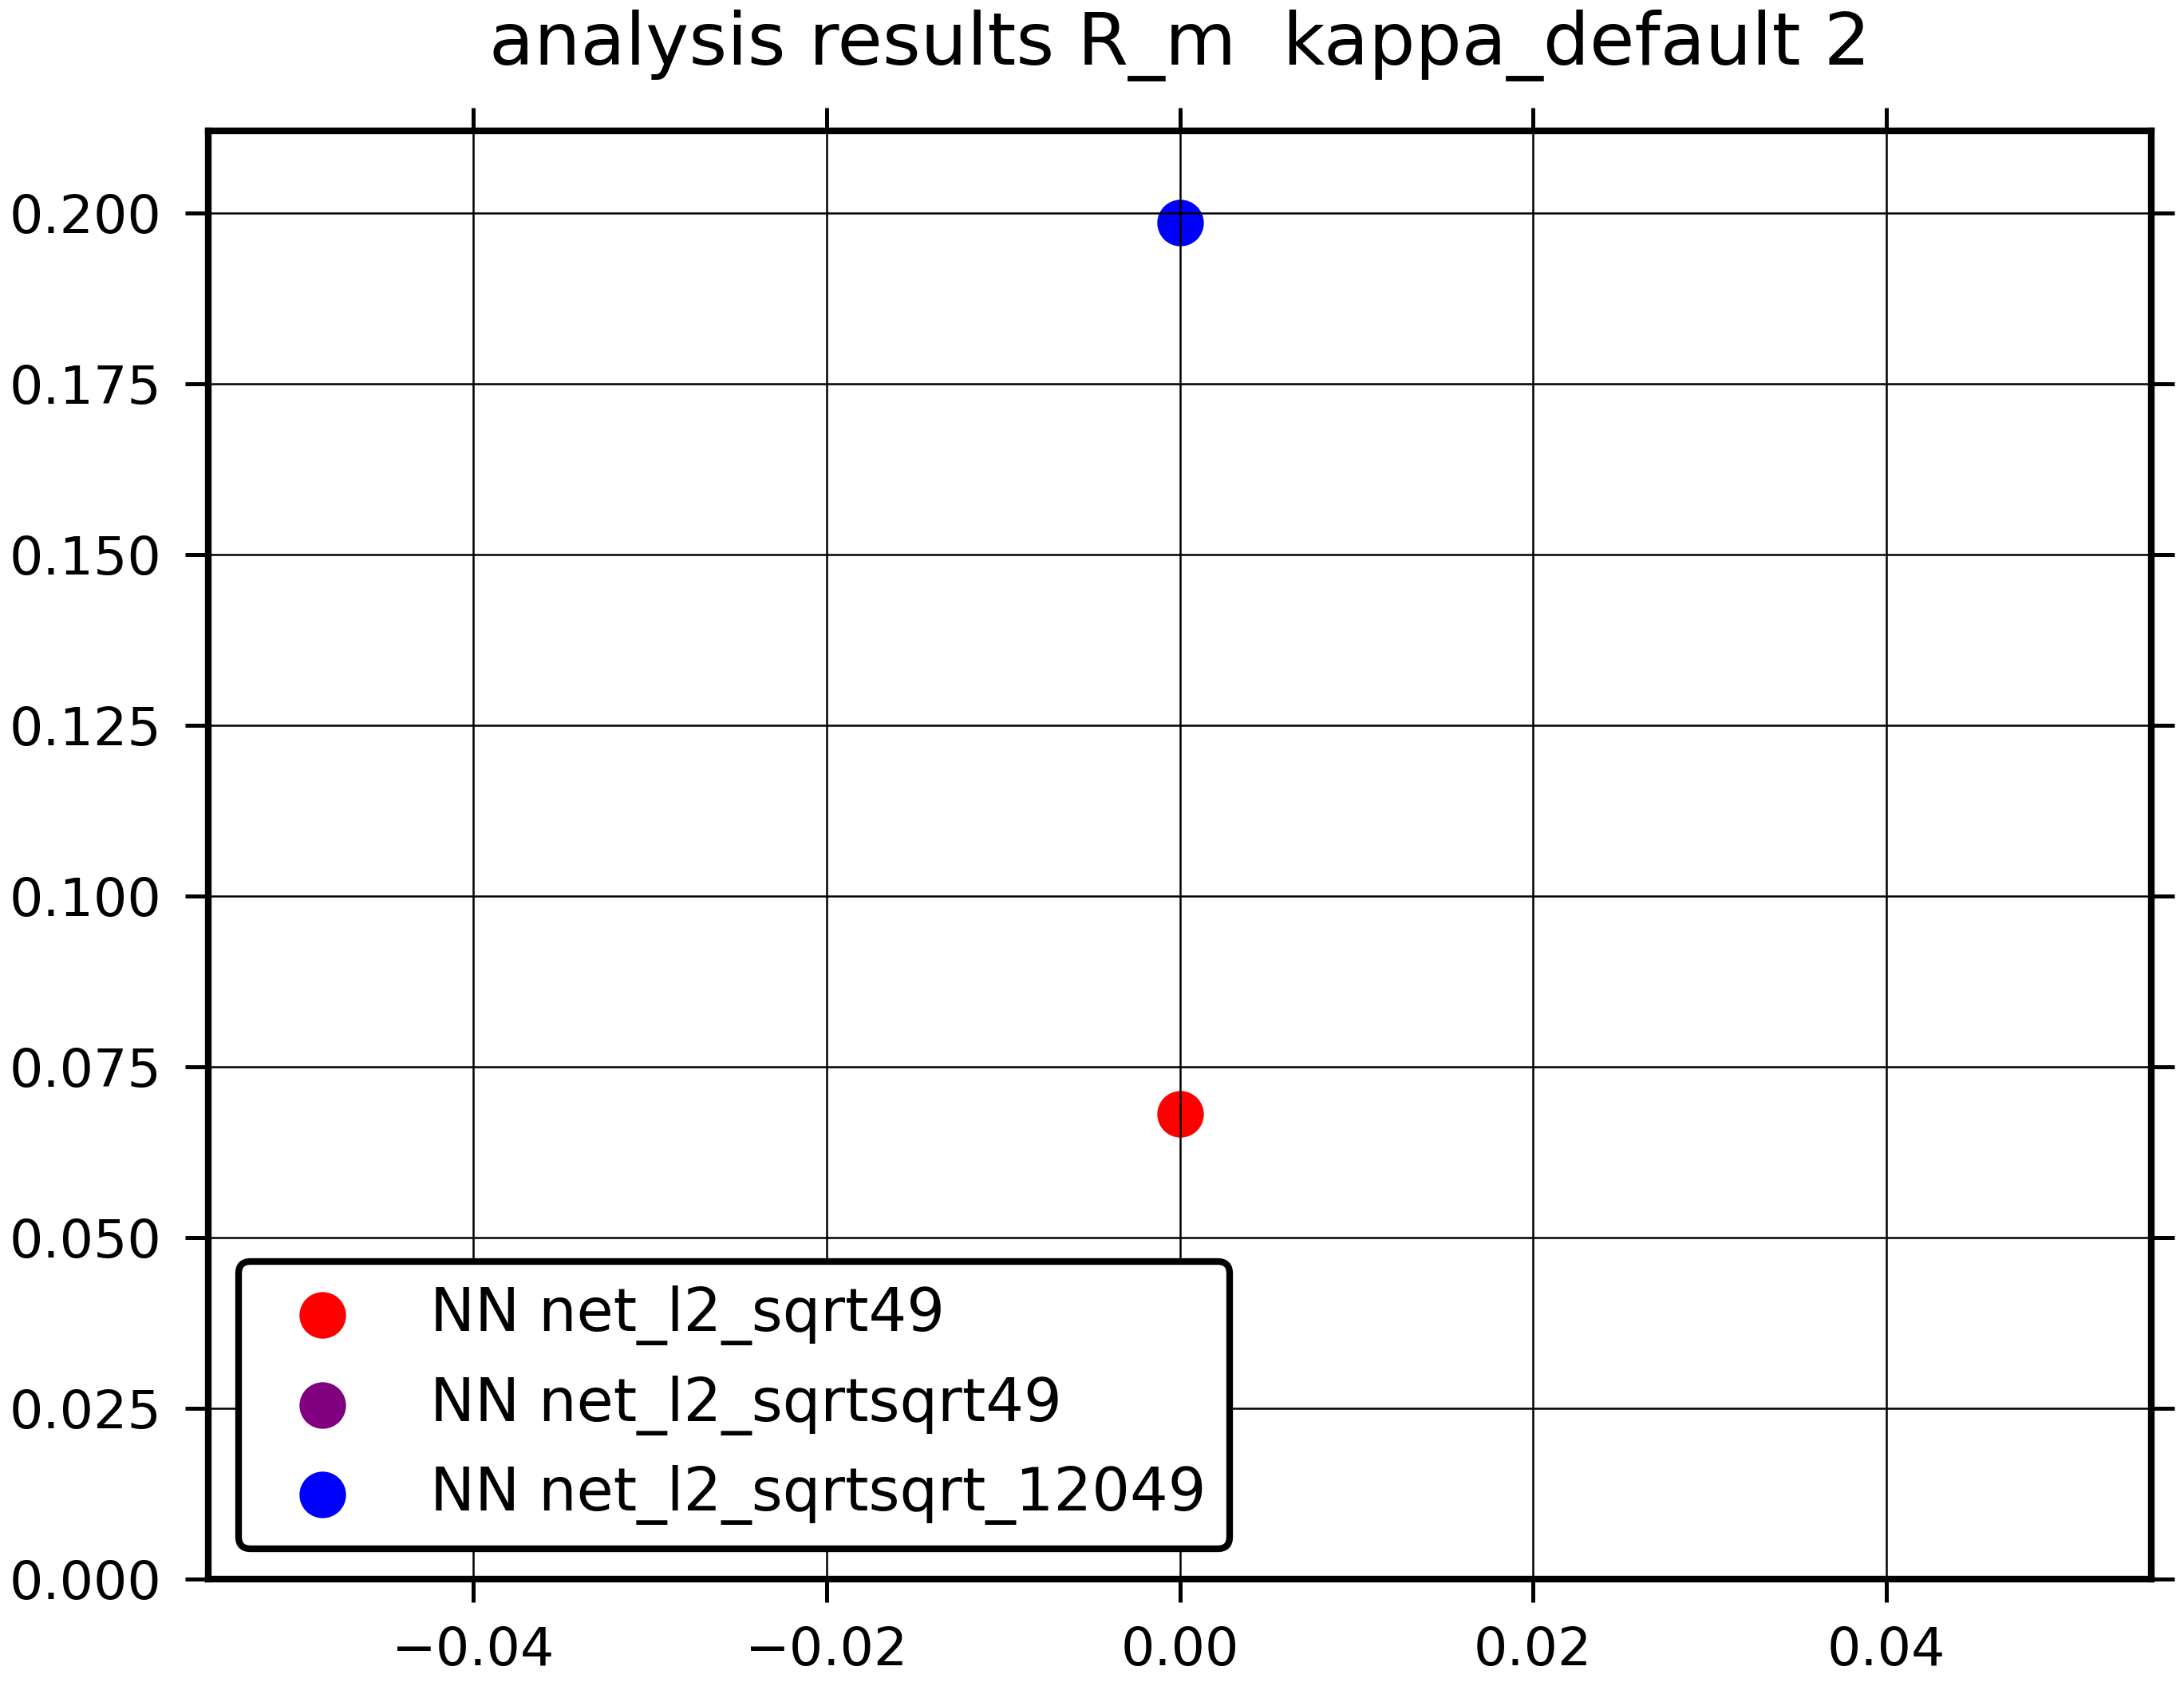 analysis results R_m  kappa_default 2
0.200
0.175
0.150
0.125
0.100
0.075
0.050
0.025
0.000
NN net_l2_sqrt49
NN net_l2_sqrtsqrt49
NN net_l2_sqrtsqrt_12049
−0.04 −0.02 0.00 0.02 0.04